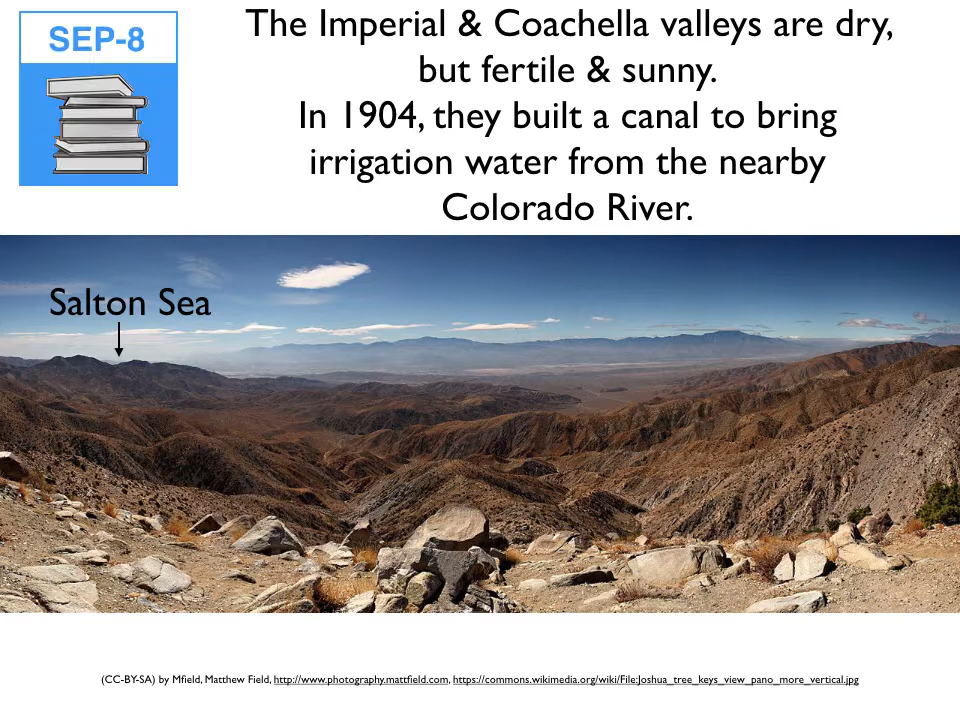 SEP-8
The Imperial & Coachella valleys are dry,
but fertile & sunny.
In 1904, they built a canal to bring
irrigation water from the nearby
Colorado River.
Salton Sea
(CC-BY-SA) by Mfield, Matthew Field, http://www.photography.mattfield.com, https://commons.wikimedia.org/wiki/File:Joshua_tree_keys_view_pano_more_vertical.jpg